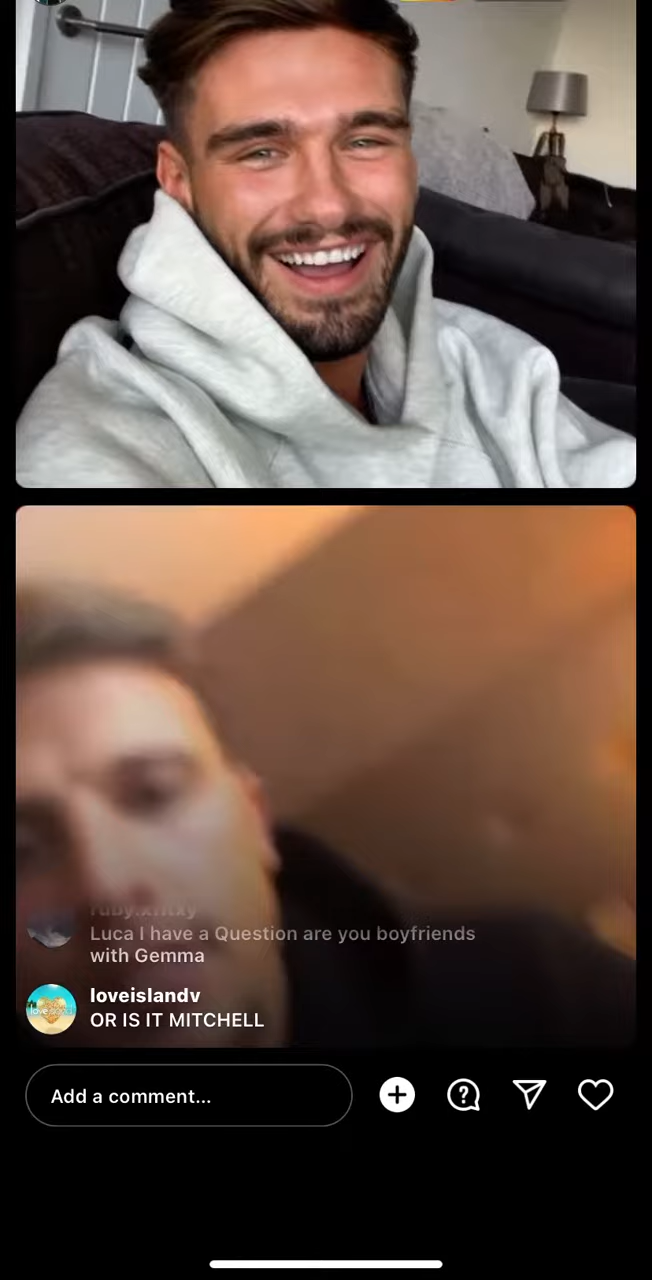 Luca I have a Question are you boyfriends
with Gemma
loveislandv
OR IS IT MITCHELL
Add a comment...